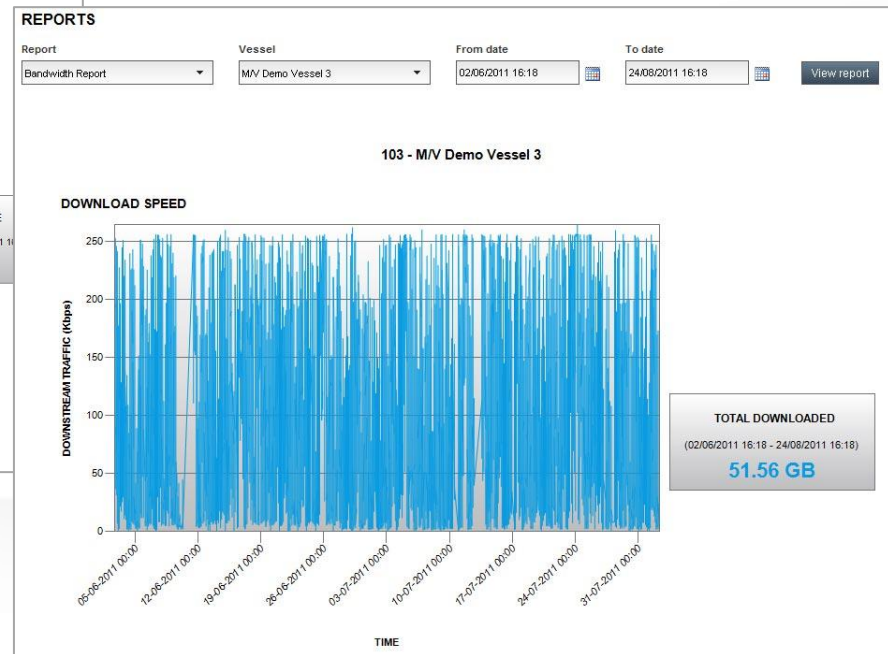 REPORTS
Report Vessel From date To date
Bandwidth Report M/V Demo Vessel 3 02/06/2011 16:18 24/08/2011 16:18 View report
103 - M/V Demo Vessel 3
DOWNLOAD SPEED
DOWNSTREAM TRAFFIC (Kbps)
250
200
150
100
50
0
05-06-2011 00:00
12-06-2011 00:00
19-06-2011 00:00
26-06-2011 00:00
03-07-2011 00:00
10-07-2011 00:00
17-07-2011 00:00
24-07-2011 00:00
31-07-2011 00:00
TIME
TOTAL DOWNLOADED
(02/06/2011 16:18 - 24/08/2011 16:18)
51.56 GB